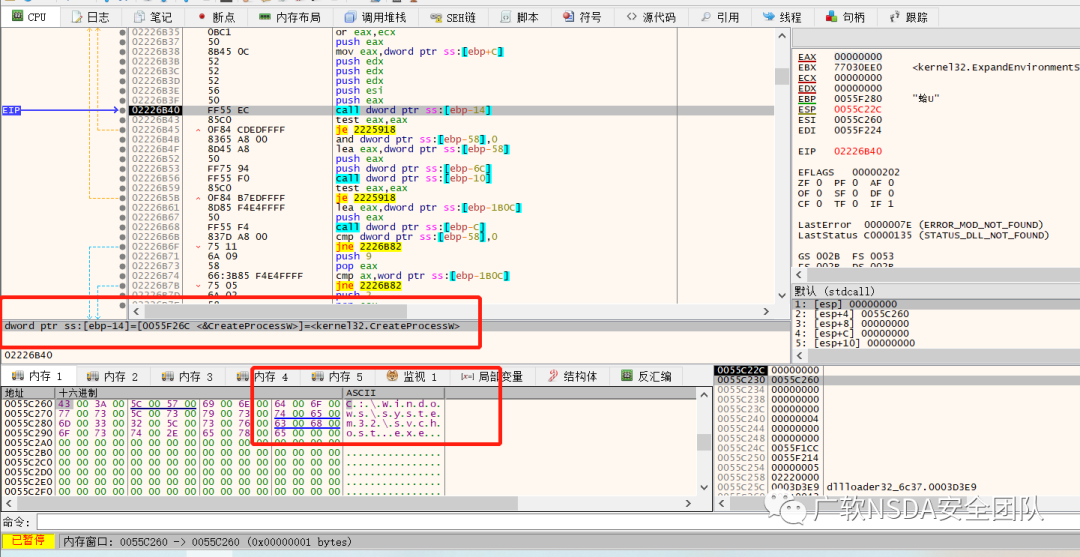 CPU 日志 笔记 断点 内存布局 调用堆栈 SEH链 脚本 符号 源代码 引用 线程 句柄 跟踪
02226B35 0BC1 or eax,ecx
02226B37 50 push eax
02226B38 8B45 0C mov eax,dword ptr ss:[ebp+C]
02226B3B 52 push edx
02226B3C 52 push edx
02226B3D 52 push edx
02226B3E 56 push esi
02226B3F 50 push eax
EIP 02226B40 FF55 EC call dword ptr ss:[ebp-14]
02226B43 85C0 test eax,eax
02226B45 0F84 CDEDFFFF je 2225918
02226B4B 8365 A8 00 and dword ptr ss:[ebp-58],0
02226B4F 8D45 A8 lea eax,dword ptr ss:[ebp-58]
02226B52 50 push eax
02226B53 FF75 94 push dword ptr ss:[ebp-6C]
02226B56 FF55 F0 call dword ptr ss:[ebp-10]
02226B59 85C0 test eax,eax
02226B5B 0F84 B7EDFFFF je 2225918
02226B61 8D85 F4E4FFFF lea eax,dword ptr ss:[ebp-1B0C]
02226B67 50 push eax
02226B68 FF55 F4 call dword ptr ss:[ebp-C]
02226B6B 837D A8 00 cmp dword ptr ss:[ebp-58],0
02226B6F 75 11 jne 2226B82
02226B71 6A 09 push 9
02226B73 58 pop eax
02226B74 66:3B85 F4E4FFFF cmp ax,word ptr ss:[ebp-1B0C]
02226B7B 75 05 jne 2226B82
EAX 00000000
EBX 77030EE0 <kernel32.ExpandEnvironmentS
ECX 00000000
EDX 00000000
EBP 0055F280 "蛤U"
ESP 0055C22C
ESI 0055C260
EDI 0055F224
EIP 02226B40
EFLAGS 00000202
ZF 0 PF 0 AF 0
OF 0 SF 0 DF 0
CF 0 TF 0 IF 1
LastError 0000007E (ERROR_MOD_NOT_FOUND)
LastStatus C0000135 (STATUS_DLL_NOT_FOUND)
GS 002B FS 0053
默认 (stdcall)
1: [esp] 00000000
2: [esp+4] 0055C260
3: [esp+8] 00000000
4: [esp+C] 00000000
5: [esp+10] 00000000
dword ptr ss:[ebp-14]=[0055F26C <&CreateProcessW>]=<kernel32.CreateProcessW>
02226B40
内存 1 内存 2 内存 3 内存 4 内存 5 监视 1 [x=] 局部变量 结构体 反汇编
地址 十六进制 ASCII
0055C260 43 00 3A 00 5C 00 57 00 69 00 6E 00 64 00 6F 00 C.:.\.W.i.n.d.o.
0055C270 77 00 73 00 5C 00 73 00 79 00 73 00 74 00 65 00 w.s.\.s.y.s.t.e.
0055C280 6D 00 33 00 32 00 5C 00 73 00 76 00 63 00 68 00 m.3.2.\.s.v.c.h.
0055C290 6F 00 73 00 74 00 2E 00 65 00 78 00 65 00 00 00 o.s.t...e.x.e...
0055C2A0 00 00 00 00 00 00 00 00 00 00 00 00 00 00 00 00 ................
0055C2B0 00 00 00 00 00 00 00 00 00 00 00 00 00 00 00 00 ................
0055C2C0 00 00 00 00 00 00 00 00 00 00 00 00 00 00 00 00 ................
0055C2D0 00 00 00 00 00 00 00 00 00 00 00 00 00 00 00 00 ................
0055C2E0 00 00 00 00 00 00 00 00 00 00 00 00 00 00 00 00 ................
0055C2F0 00 00 00 00 00 00 00 00 00 00 00 00 00 00 00 00 ................
0055C22C 00000000
0055C230 0055C260
0055C234 00000000
0055C238 00000000
0055C23C 00000000
0055C240 00000004
0055C244 00000000
0055C248 00000000
0055C24C 0055F1CC
0055C250 0055F214
0055C254 00000005
0055C258 02220000
0055C25C 0003D3E9 dllloader32_6c37.0003D3E9
广软NSDA安全团队
命令:
已暂停 内存窗口: 0055C260 -> 0055C260 (0x00000001 bytes)